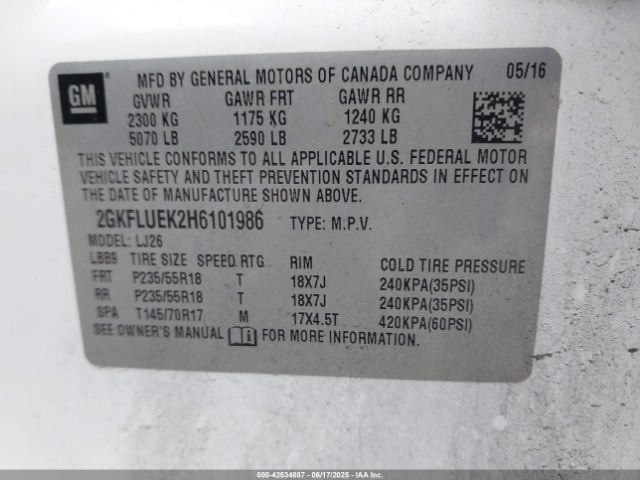 GM
MFD BY GENERAL MOTORS OF CANADA COMPANY 05/16
GVWR GAWR FRT GAWR RR
2300 KG 1175 KG 1240 KG
5070 LB 2590 LB 2733 LB
THIS VEHICLE CONFORMS TO ALL APPLICABLE U.S. FEDERAL MOTOR
VEHICLE SAFETY AND THEFT PREVENTION STANDARDS IN EFFECT ON
THE DATE OF MANUFACTURE SHOWN ABOVE.
2GKFLUEK2H6101986 TYPE: M.P.V.
MODEL: LJ26
LBB9 TIRE SIZE SPEED RTG RIM COLD TIRE PRESSURE
FRT P235/55R18 T 18X7J 240KPA(35PSI)
RR P235/55R18 T 18X7J 240KPA(35PSI)
SPA T145/70R17 M 17X4.5T 420KPA(60PSI)
SEE OWNER'S MANUAL FOR MORE INFORMATION.
000-42534887 - 06/17/2025 - IAA Inc.